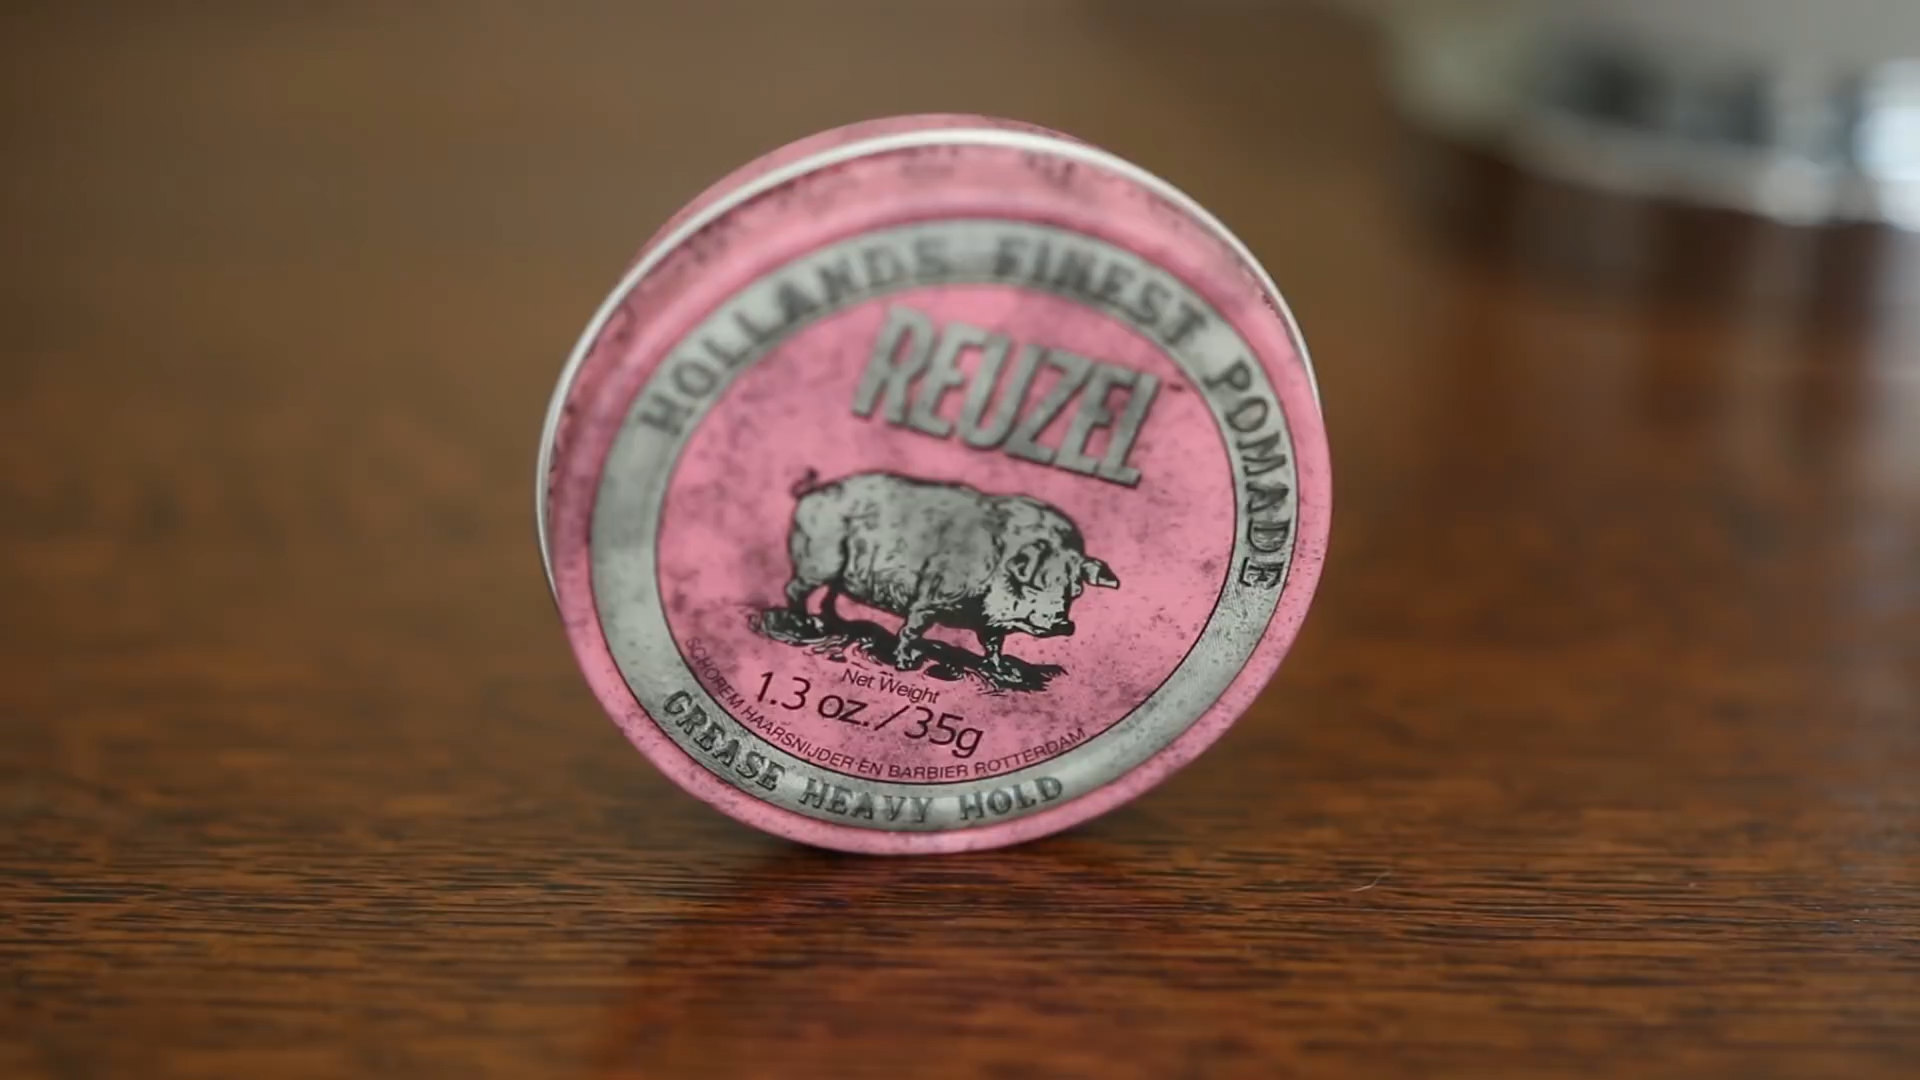 HOLLANDS FINEST POMADE
REUZEL
Net Weight
1.3 oz./35g
SCHOREM HAARSNIJDER EN BARBIER ROTTERDAM
GREASE HEAVY HOLD